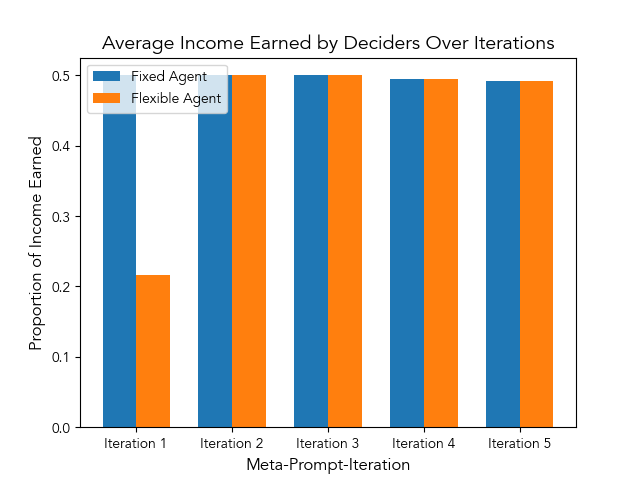 Average Income Earned by Deciders Over Iterations
Fixed Agent
Flexible Agent
Proportion of Income Earned
0.5
0.4
0.3
0.2
0.1
0.0
Iteration 1 Iteration 2 Iteration 3 Iteration 4 Iteration 5
Meta-Prompt-Iteration